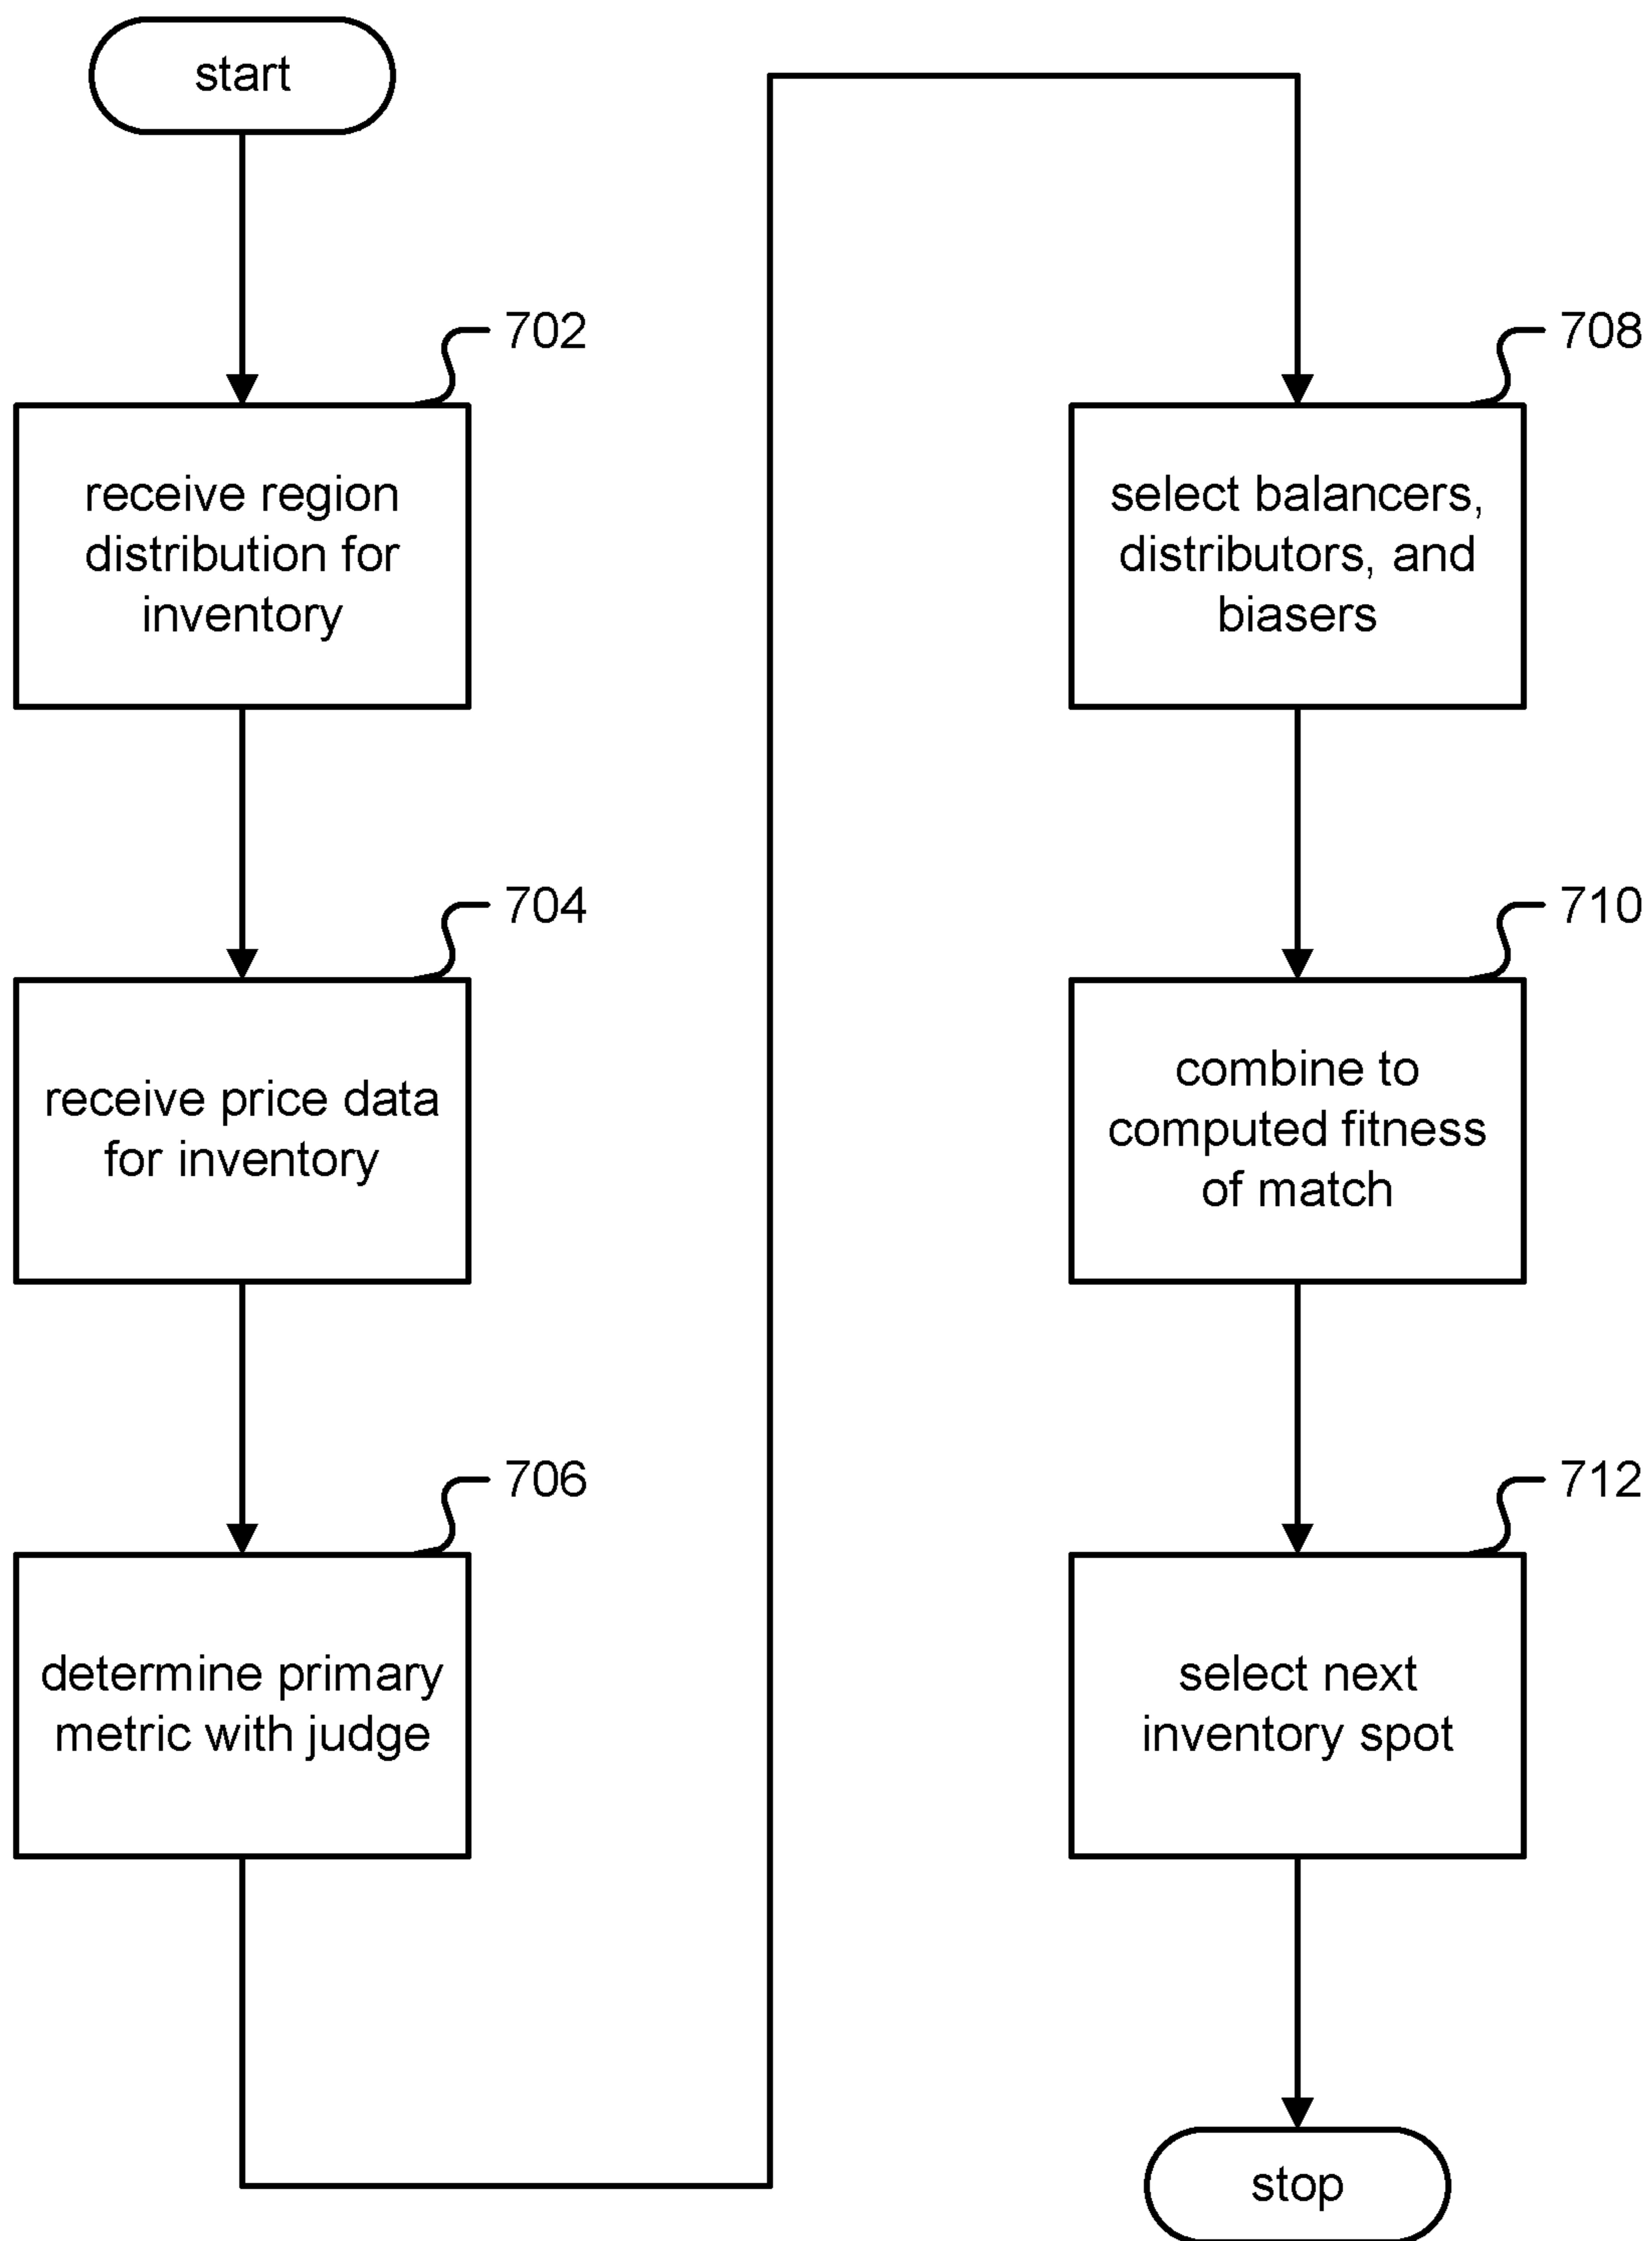 start
702
receive region
distribution for
inventory
704
receive price data
for inventory
706
determine primary
metric with judge
708
select balancers,
distributors, and
biasers
710
combine to
computed fitness
of match
712
select next
inventory spot
stop